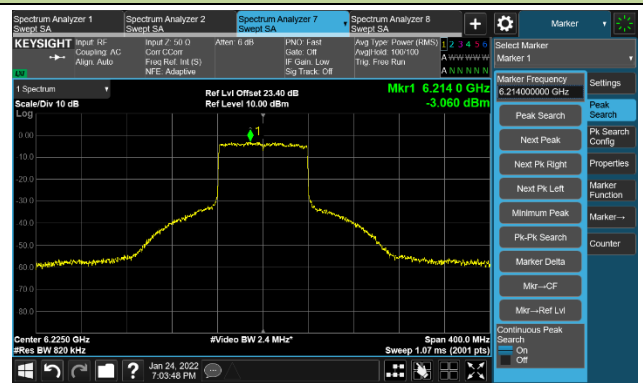 Spectrum Analyzer 1
Swept SA
Spectrum Analyzer 2
Swept SA
Spectrum Analyzer 7
Swept SA
Spectrum Analyzer 8
Swept SA
+
Marker
KEYSIGHT
Input: RF
Coupling: AC
Align: Auto
Input Z: 50 Ω
Corr CCorr
Freq Ref: Int (S)
NFE: Adaptive
Atten: 6 dB
PNO: Fast
Gate: Off
IF Gain: Low
Sig Track: Off
Avg Type: Power (RMS)
Avg|Hold: 100/100
Trig: Free Run
1 2 3 4 5 6
A W W W W W
A N N N N N
Select Marker
Marker 1
1 Spectrum
Scale/Div 10 dB
Log
Ref Lvl Offset 23.40 dB
Ref Level 10.00 dBm
Mkr1 6.214 0 GHz
-3.060 dBm
1
0.00
-10.0
-20.0
-30.0
-40.0
-50.0
-60.0
-70.0
-80.0
Center 6.2250 GHz
#Res BW 820 kHz
#Video BW 2.4 MHz*
Span 400.0 MHz
Sweep 1.07 ms (2001 pts)
Marker Frequency
6.214000000 GHz
Peak Search
Next Peak
Next Pk Right
Next Pk Left
Minimum Peak
Pk-Pk Search
Marker Delta
Mkr→CF
Mkr→Ref Lvl
Continuous Peak
Search
On
Off
Settings
Peak
Search
Pk Search
Config
Properties
Marker
Function
Marker→
Counter
?
Jan 24, 2022
7:03:48 PM